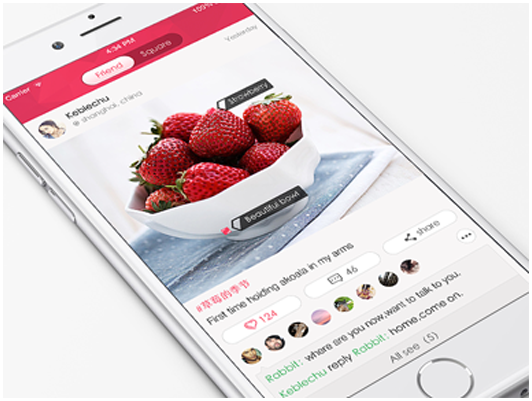 Carrier
4:34 PM
109%
Friend
Square
Keblechu
shanghai, china
Yesterday
Strawberry
Beautiful bowl
#草莓的季节
First time holding akoala in my arms
124
46
share
Rabbit: where are you now,want to talk to you.
Keblechu reply Rabbit: home,come on.
All see (5)